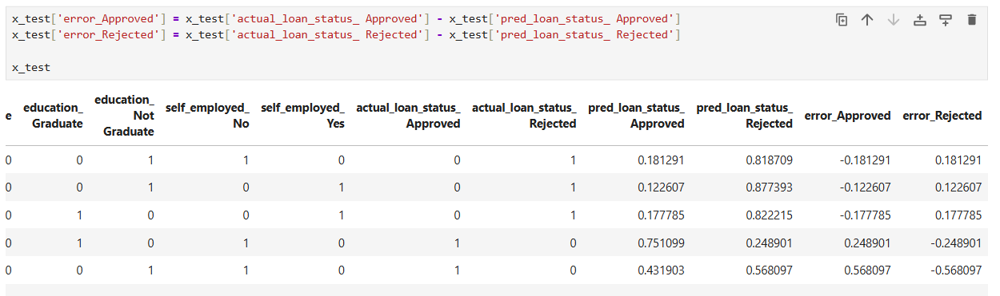 x_test['error_Approved'] = x_test['actual_loan_status_ Approved'] - x_test['pred_loan_status_ Approved']
x_test['error_Rejected'] = x_test['actual_loan_status_ Rejected'] - x_test['pred_loan_status_ Rejected']
x_test
e education_ Graduate education_ Not Graduate self_employed_ No self_employed_ Yes actual_loan_status_ Approved actual_loan_status_ Rejected pred_loan_status_ Approved pred_loan_status_ Rejected error_Approved error_Rejected
0 0 1 1 0 0 1 0.181291 0.818709 -0.181291 0.181291
0 0 1 0 1 0 1 0.122607 0.877393 -0.122607 0.122607
0 1 0 0 1 0 1 0.177785 0.822215 -0.177785 0.177785
0 1 0 1 0 1 0 0.751099 0.248901 0.248901 -0.248901
0 0 1 1 0 1 0 0.431903 0.568097 0.568097 -0.568097